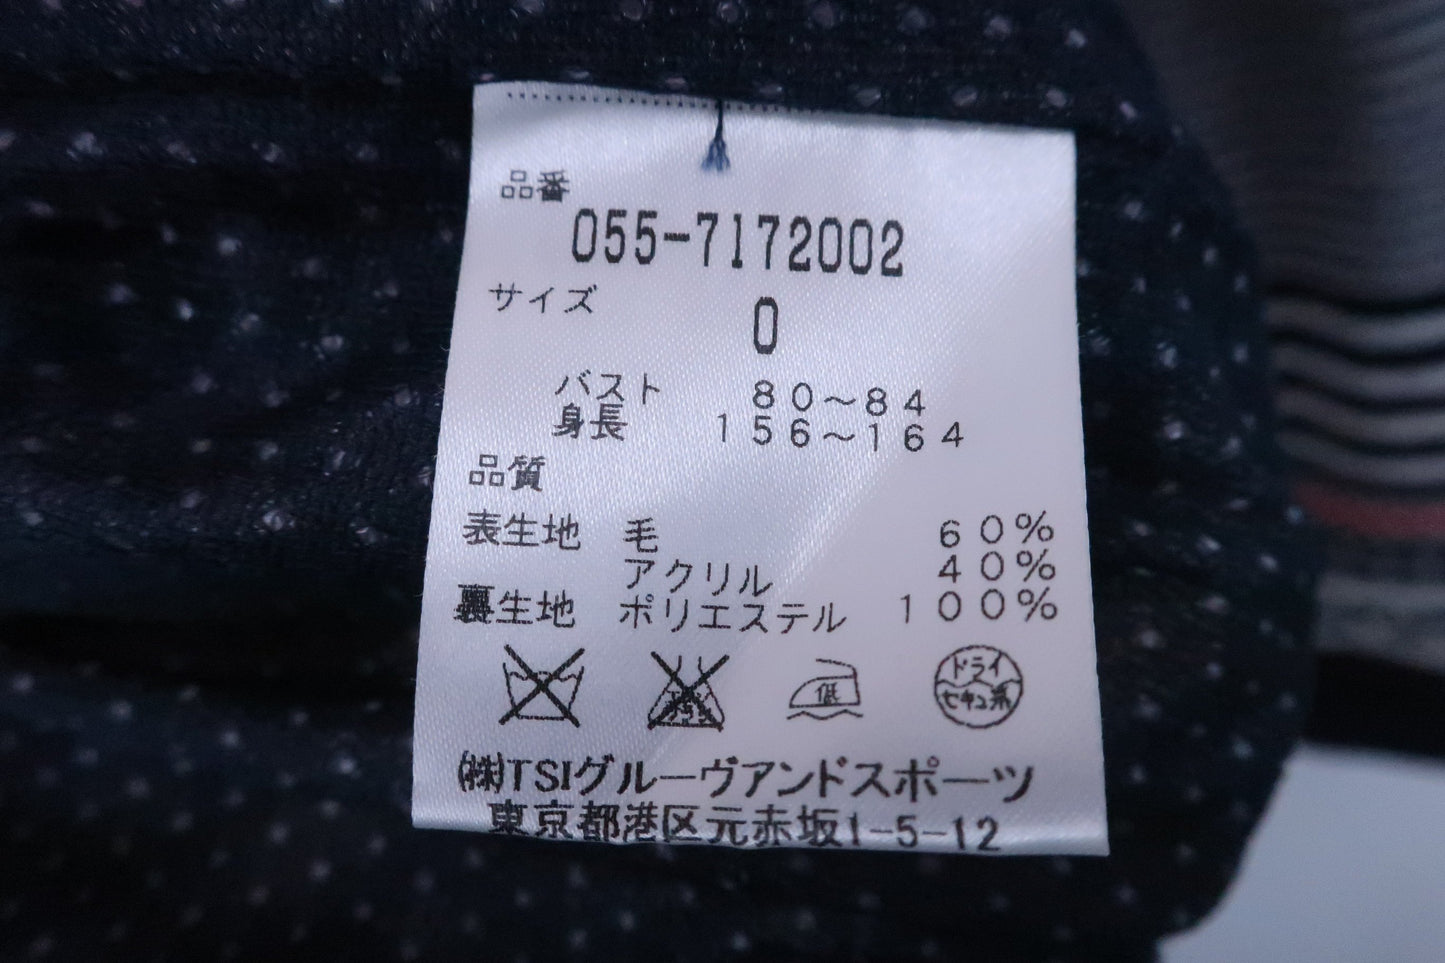 品番
055-7172002
サイズ
0
バスト 80～84
身長 156～164
品質
表生地 毛 60%
アクリル 40%
裏生地 ポリエステル 100%
低 ドライ
セキユ系
㈱TSIグルーヴアンドスポーツ
東京都港区元赤坂1-5-12